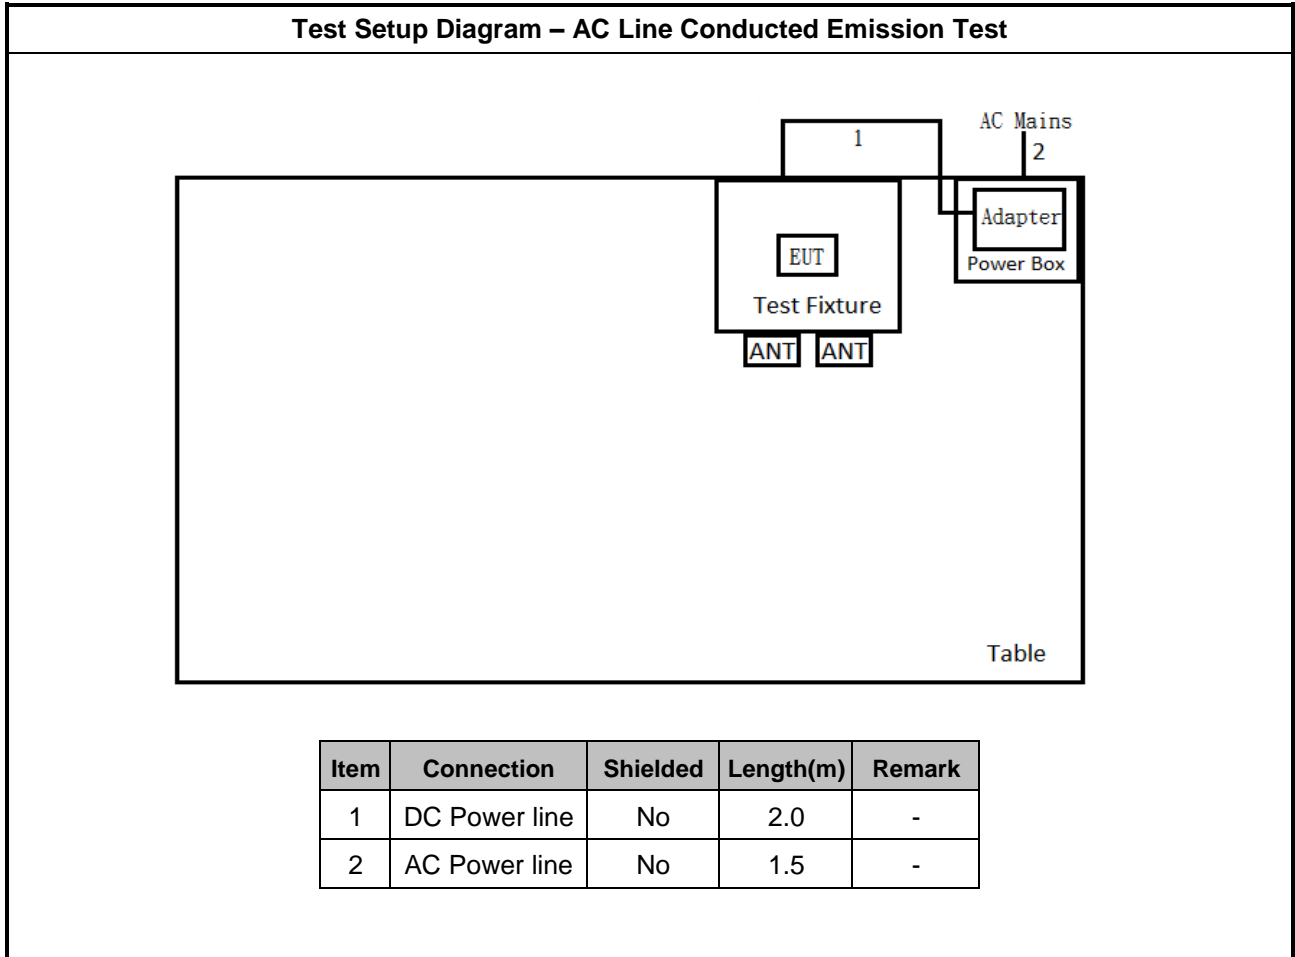 Test Setup Diagram – AC Line Conducted Emission Test
AC Mains
1
2
Adapter
EUT
Power Box
Test Fixture
ANT ANT
Table
Item Connection Shielded Length(m) Remark
1 DC Power line No 2.0 -
2 AC Power line No 1.5 -